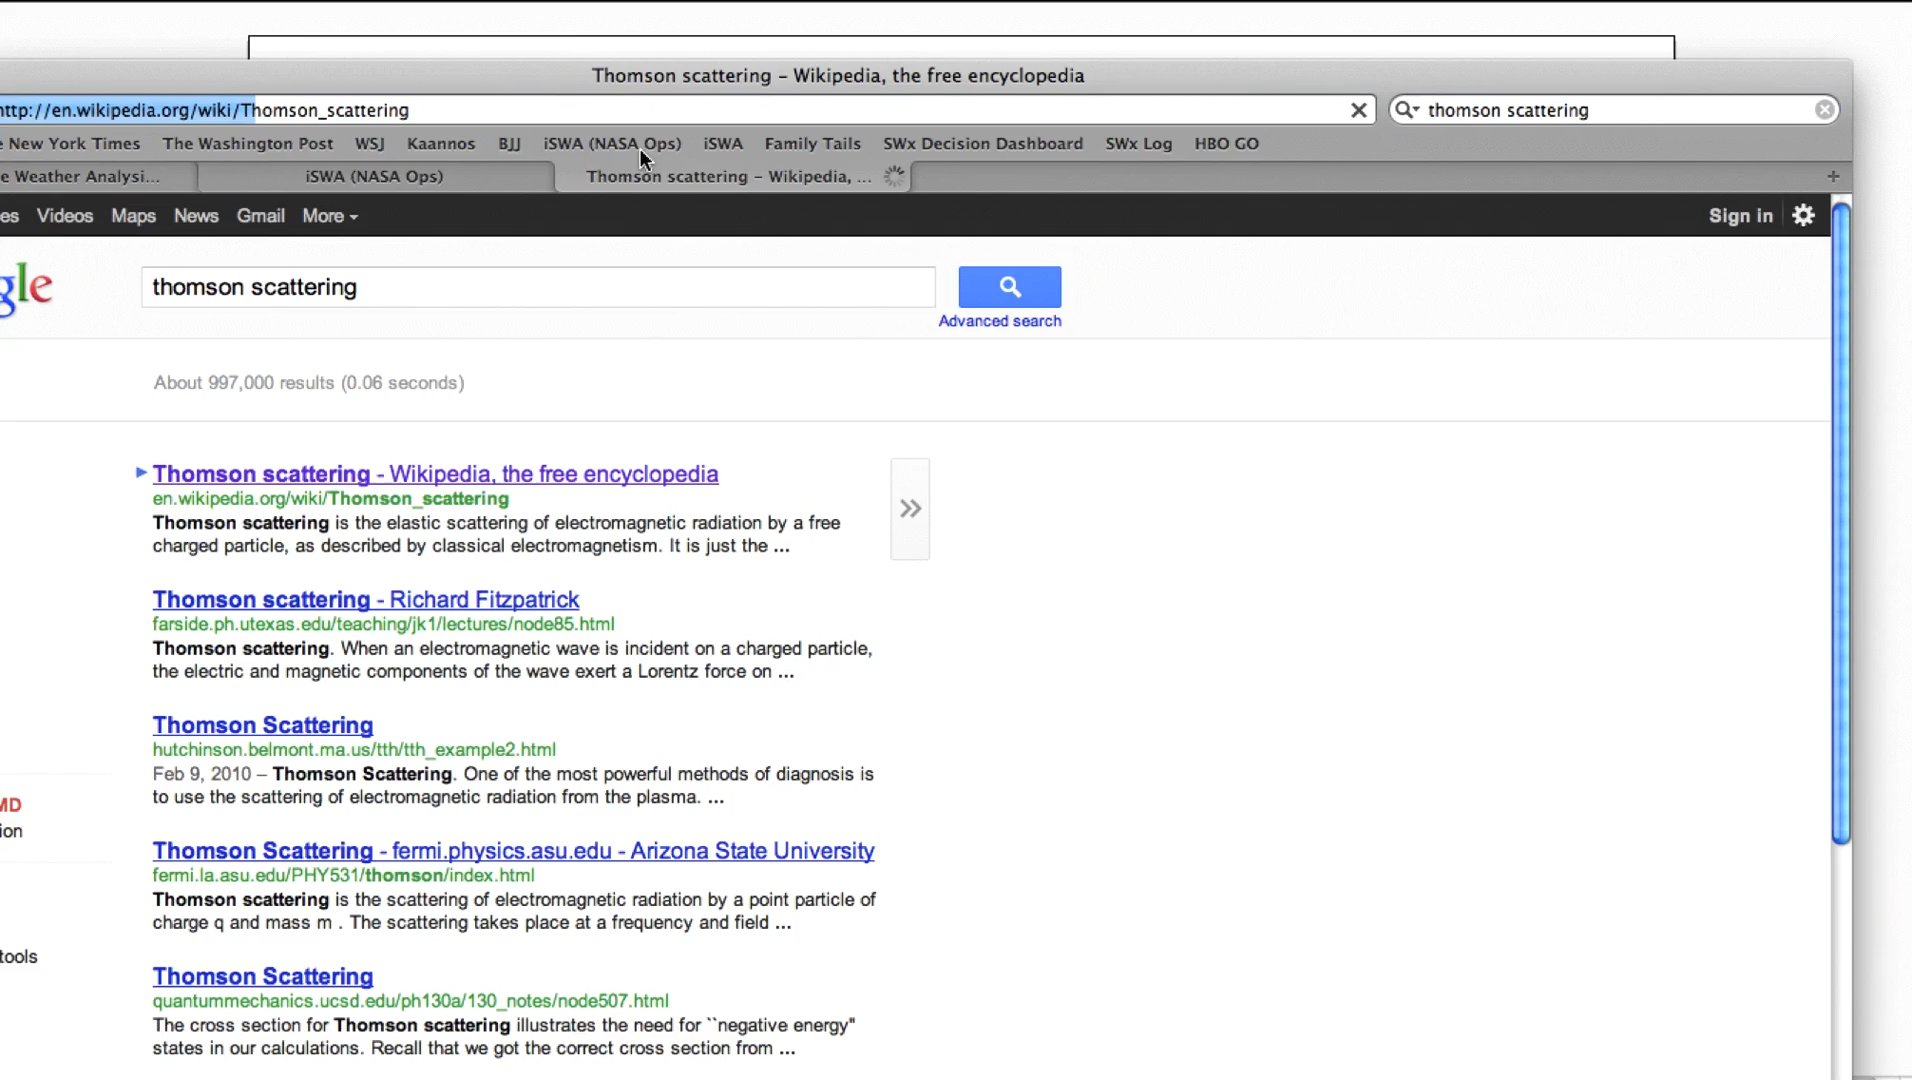 Thomson scattering – Wikipedia, the free encyclopedia
http://en.wikipedia.org/wiki/Thomson_scattering
thomson scattering
New York Times The Washington Post WSJ Kaannos BJJ iSWA (NASA Ops) iSWA Family Tails SWx Decision Dashboard SWx Log HBO GO
e Weather Analysi... iSWA (NASA Ops) Thomson scattering – Wikipedia, ... +
es Videos Maps News Gmail More Sign in
gle
thomson scattering
Advanced search
About 997,000 results (0.06 seconds)
Thomson scattering - Wikipedia, the free encyclopedia
en.wikipedia.org/wiki/Thomson_scattering
Thomson scattering is the elastic scattering of electromagnetic radiation by a free
charged particle, as described by classical electromagnetism. It is just the ...
Thomson scattering - Richard Fitzpatrick
farside.ph.utexas.edu/teaching/jk1/lectures/node85.html
Thomson scattering. When an electromagnetic wave is incident on a charged particle,
the electric and magnetic components of the wave exert a Lorentz force on ...
Thomson Scattering
hutchinson.belmont.ma.us/tth/tth_example2.html
Feb 9, 2010 – Thomson Scattering. One of the most powerful methods of diagnosis is
to use the scattering of electromagnetic radiation from the plasma. ...
MD
ion
Thomson Scattering - fermi.physics.asu.edu - Arizona State University
fermi.la.asu.edu/PHY531/thomson/index.html
Thomson scattering is the scattering of electromagnetic radiation by a point particle of
charge q and mass m . The scattering takes place at a frequency and field ...
tools
Thomson Scattering
quantummechanics.ucsd.edu/ph130a/130_notes/node507.html
The cross section for Thomson scattering illustrates the need for ``negative energy"
states in our calculations. Recall that we got the correct cross section from ...